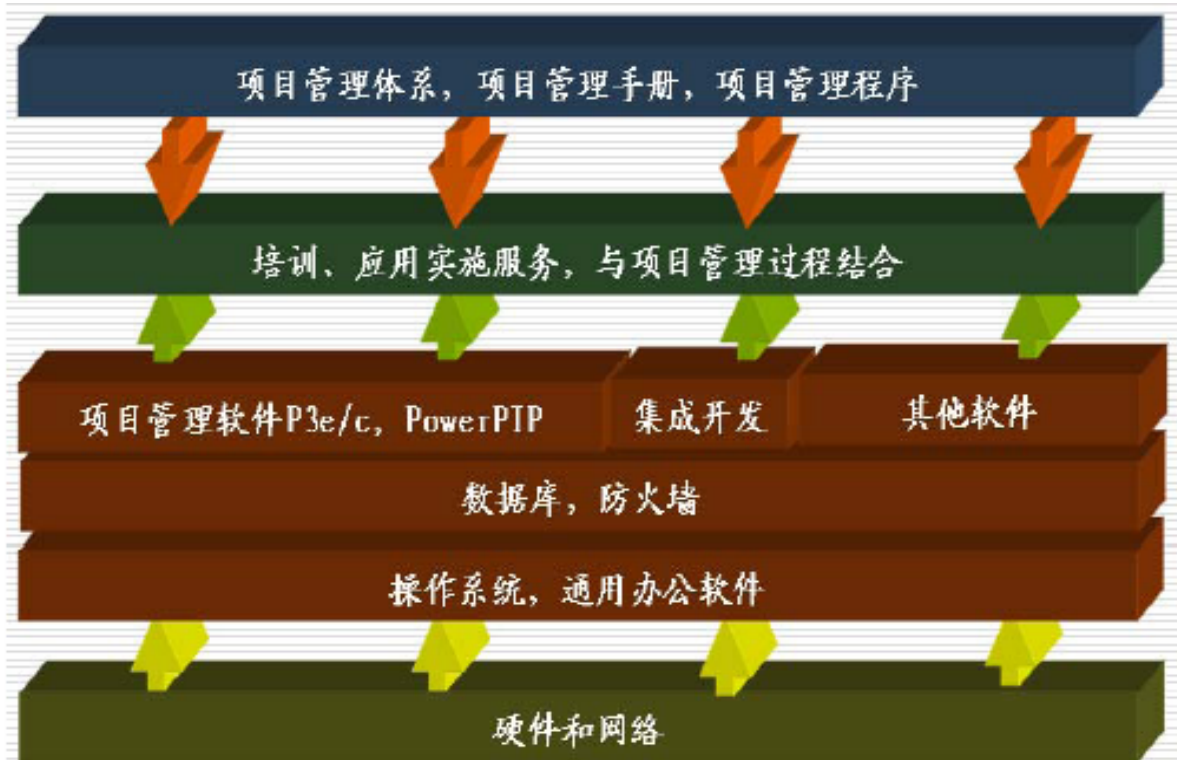 项目管理体系，项目管理手册，项目管理程序
培训、应用实施服务，与项目管理过程结合
项目管理软件P3e/c，PowerPIP
集成开发
其他软件
数据库，防火墙
操作系统，通用办公软件
硬件和网络